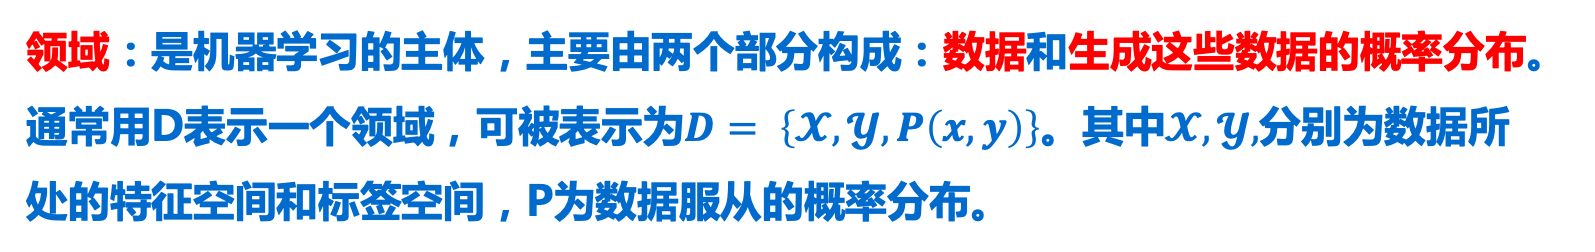 领域：是机器学习的主体，主要由两个部分构成：数据和生成这些数据的概率分布。
通常用D表示一个领域，可被表示为𝑫 = {𝓧, 𝓨, 𝑷(𝒙, 𝒚)}。其中𝓧, 𝓨,分别为数据所
处的特征空间和标签空间，P为数据服从的概率分布。